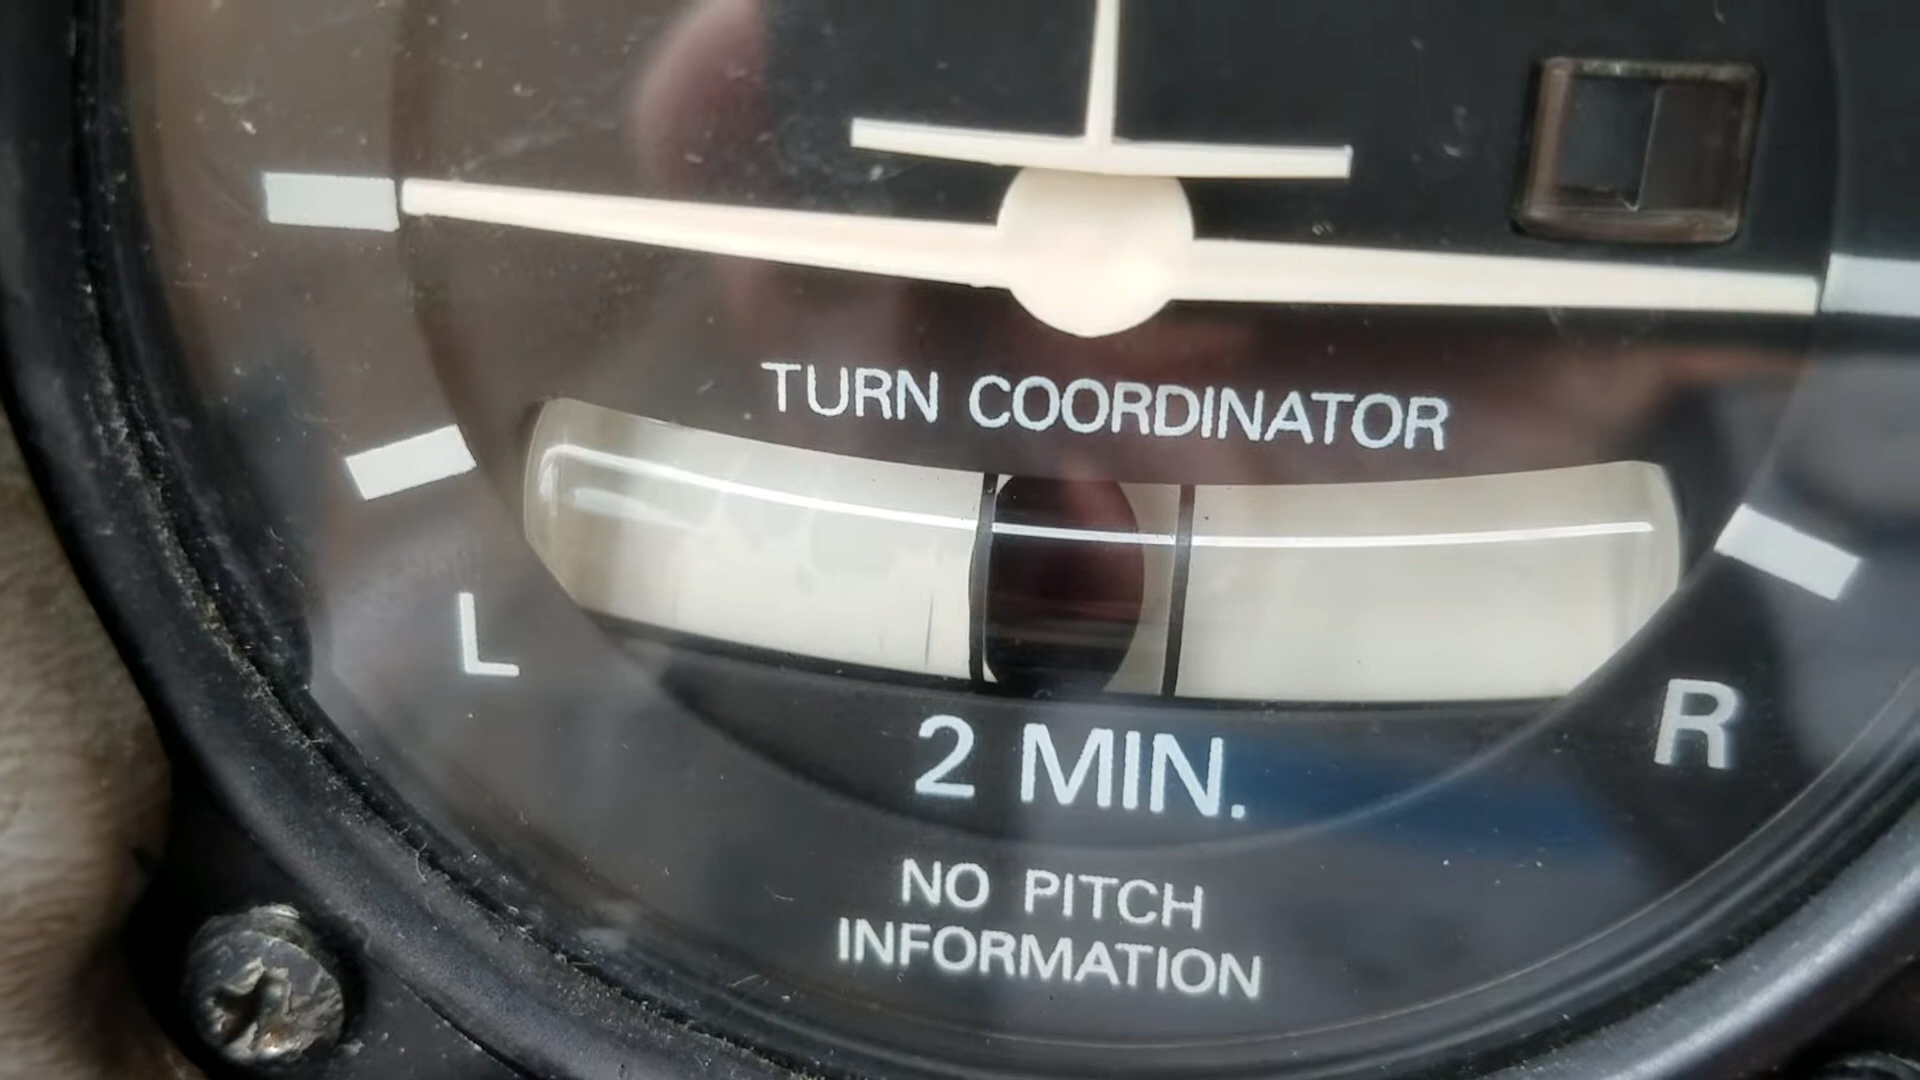 TURN COORDINATOR
L
R
2 MIN.
NO PITCH
INFORMATION